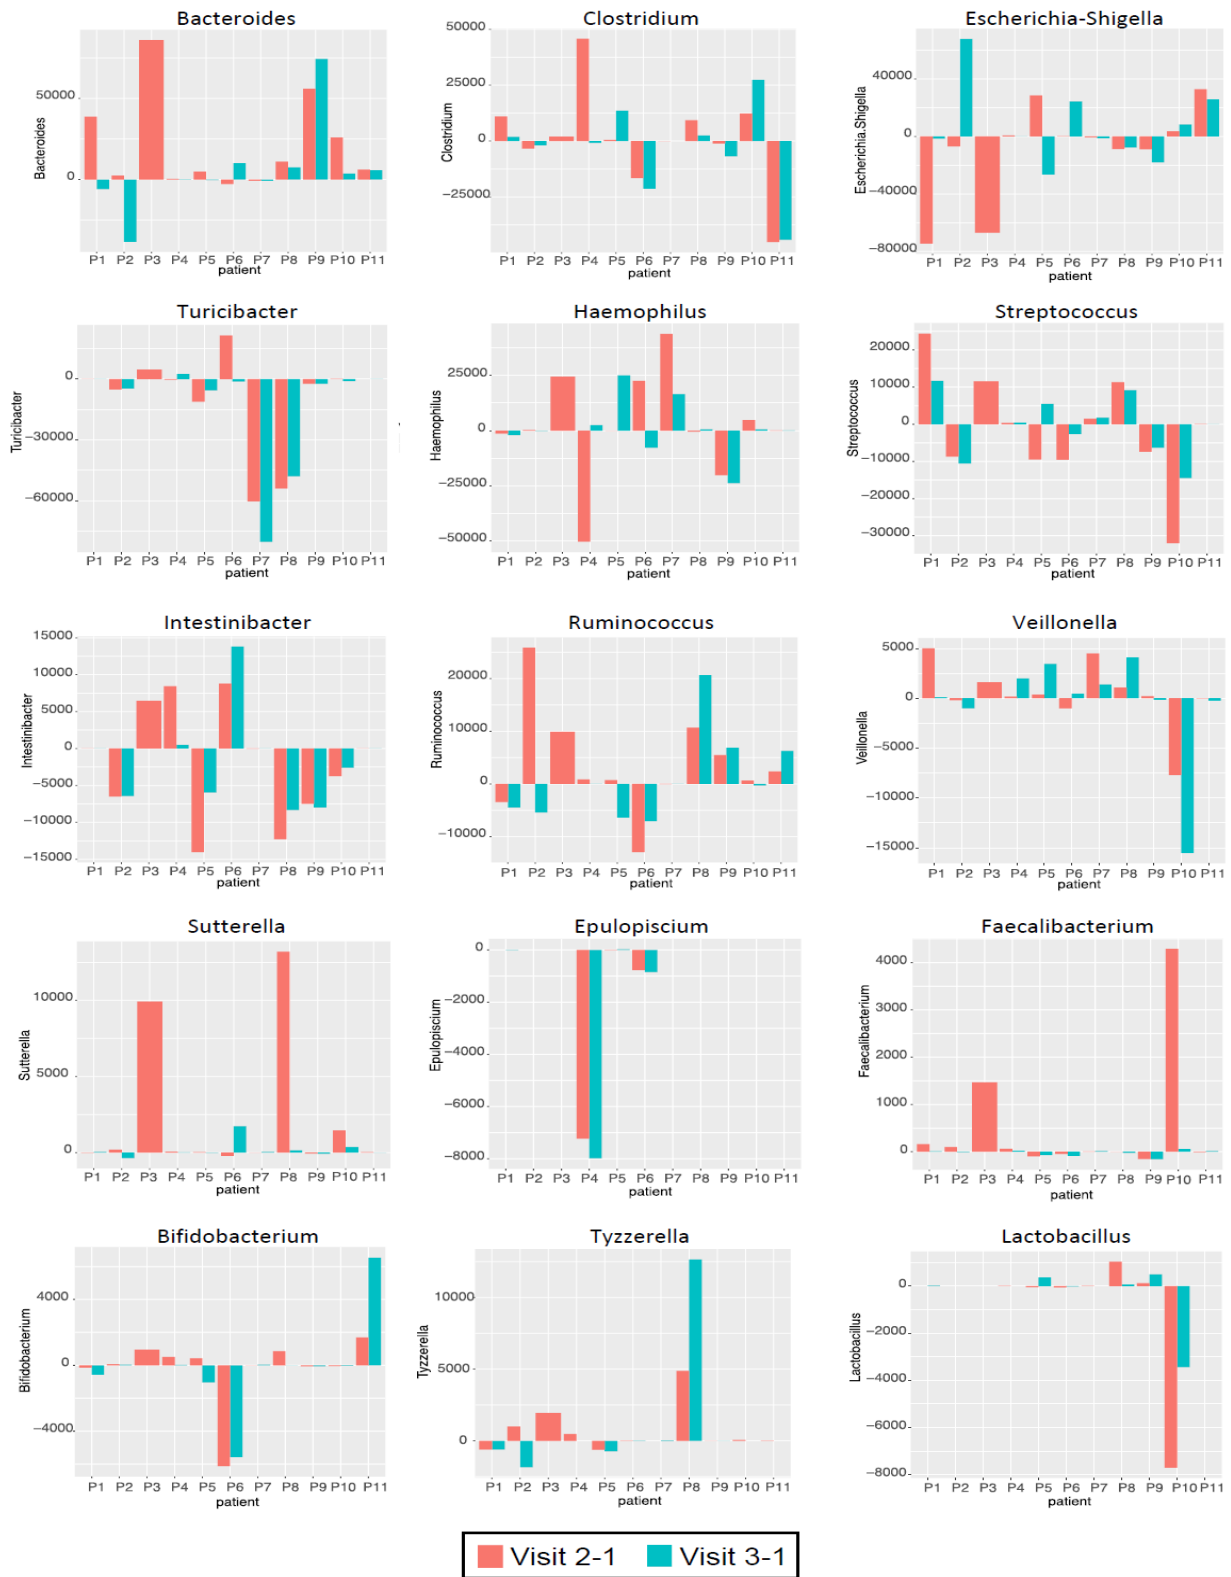 Bacteroides
50000
0
Bacteroides
P1 P2 P3 P4 P5 P6 P7 P8 P9 P10 P11
patient
Clostridium
50000
25000
0
−25000
Clostridium
P1 P2 P3 P4 P5 P6 P7 P8 P9 P10 P11
patient
Escherichia-Shigella
40000
0
−40000
−80000
Escherichia.Shigella
P1 P2 P3 P4 P5 P6 P7 P8 P9 P10 P11
patient
Turicibacter
0
−30000
−60000
Turicibacter
P1 P2 P3 P4 P5 P6 P7 P8 P9 P10 P11
patient
Haemophilus
25000
0
−25000
−50000
Haemophilus
P1 P2 P3 P4 P5 P6 P7 P8 P9 P10 P11
patient
Streptococcus
20000
10000
0
−10000
−20000
−30000
Streptococcus
P1 P2 P3 P4 P5 P6 P7 P8 P9 P10 P11
patient
Intestinibacter
15000
10000
5000
0
−5000
−10000
−15000
Intestinibacter
P1 P2 P3 P4 P5 P6 P7 P8 P9 P10 P11
patient
Ruminococcus
20000
10000
0
−10000
Ruminococcus
P1 P2 P3 P4 P5 P6 P7 P8 P9 P10 P11
patient
Veillonella
5000
0
−5000
−10000
−15000
Veillonella
P1 P2 P3 P4 P5 P6 P7 P8 P9 P10 P11
patient
Sutterella
10000
5000
0
Sutterella
P1 P2 P3 P4 P5 P6 P7 P8 P9 P10 P11
patient
Epulopiscium
0
−2000
−4000
−6000
−8000
Epulopiscium
P1 P2 P3 P4 P5 P6 P7 P8 P9 P10 P11
patient
Faecalibacterium
4000
2000
1000
0
Faecalibacterium
P1 P2 P3 P4 P5 P6 P7 P8 P9 P10 P11
patient
Bifidobacterium
4000
0
−4000
Bifidobacterium
P1 P2 P3 P4 P5 P6 P7 P8 P9 P10 P11
patient
Tyzzerella
10000
5000
0
Tyzzerella
P1 P2 P3 P4 P5 P6 P7 P8 P9 P10 P11
patient
Lactobacillus
0
−2000
−4000
−6000
−8000
Lactobacillus
P1 P2 P3 P4 P5 P6 P7 P8 P9 P10 P11
patient
Visit 2-1 Visit 3-1